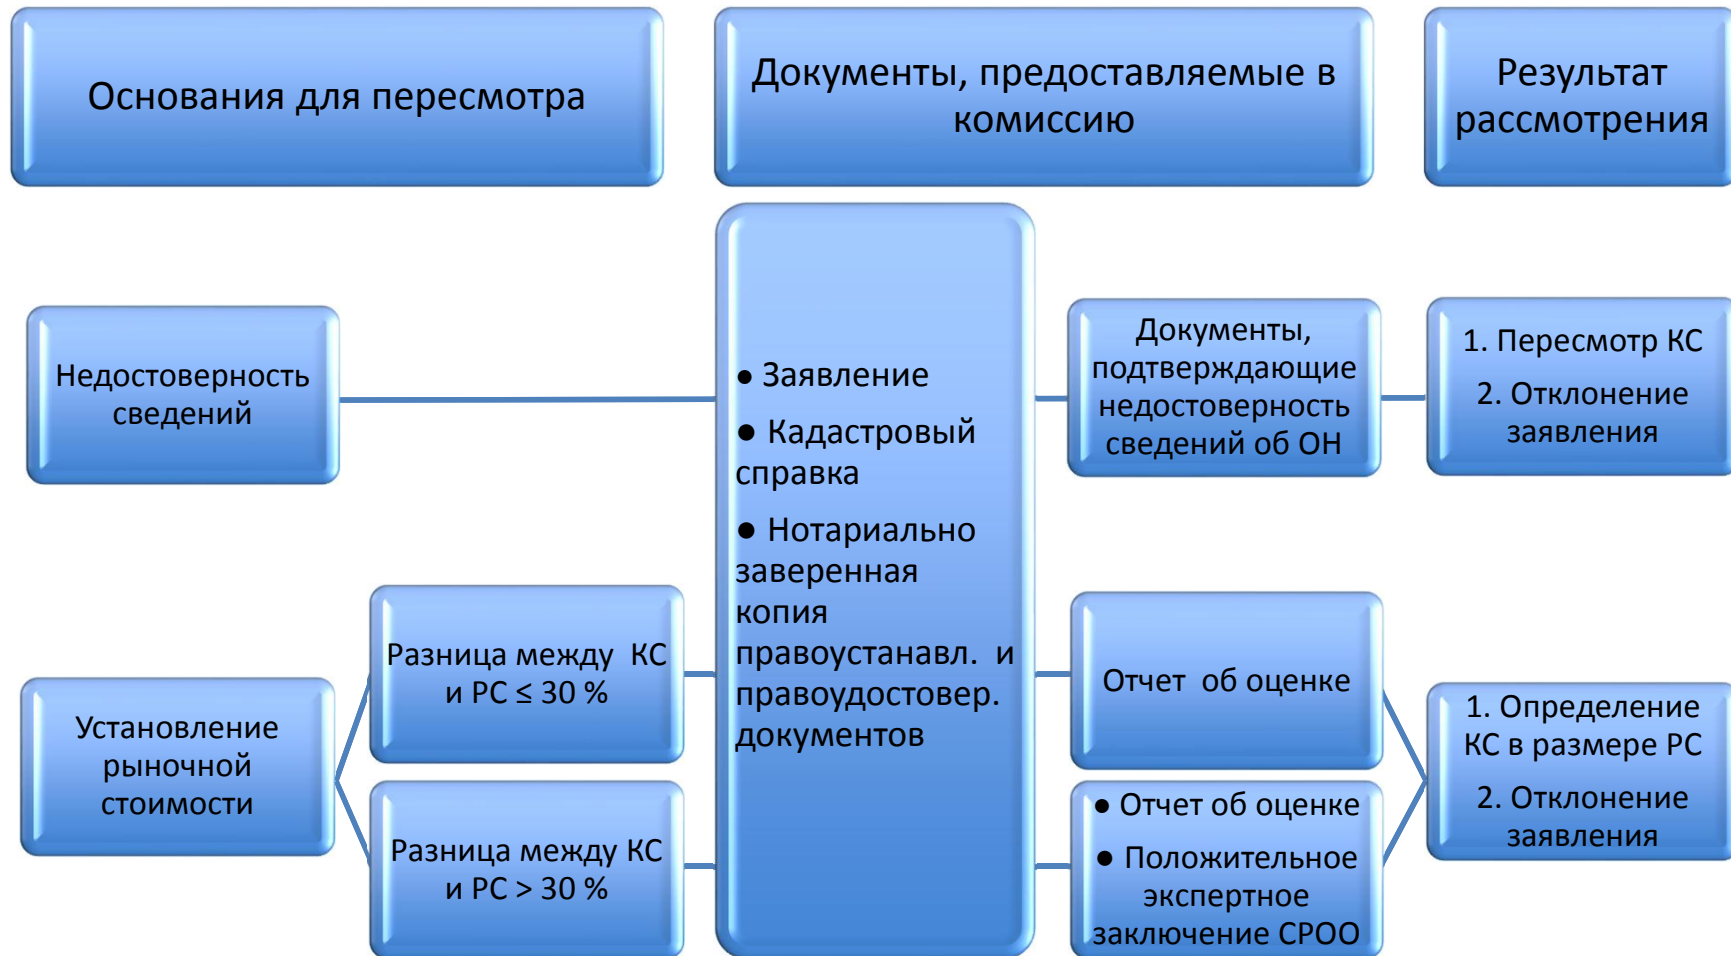 Основания для пересмотра
Документы, предоставляемые в
комиссию
Результат
рассмотрения
Недостоверность
сведений
● Заявление
● Кадастровый
справка
● Нотариально
заверенная
копия
правоустанавл. и
правоудостовер.
документов
Документы,
подтверждающие
недостоверность
сведений об ОН
1. Пересмотр КС
2. Отклонение
заявления
Установление
рыночной
стоимости
Разница между КС
и РС ≤ 30 %
Разница между КС
и РС > 30 %
Отчет об оценке
● Отчет об оценке
● Положительное
экспертное
заключение СРОО
1. Определение
КС в размере РС
2. Отклонение
заявления